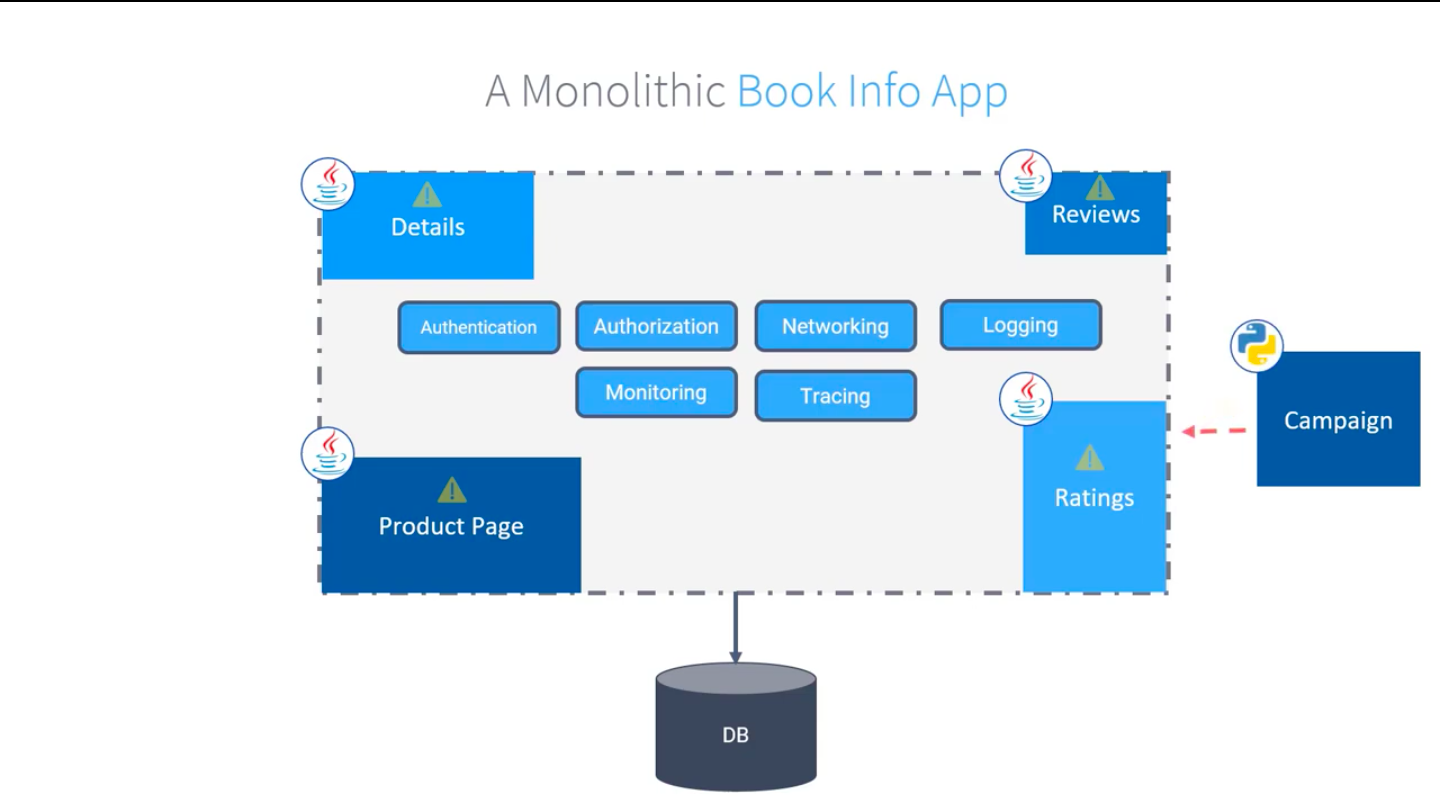 A Monolithic Book Info App
Details
Reviews
Authentication
Authorization
Networking
Logging
Monitoring
Tracing
Campaign
Product Page
Ratings
DB